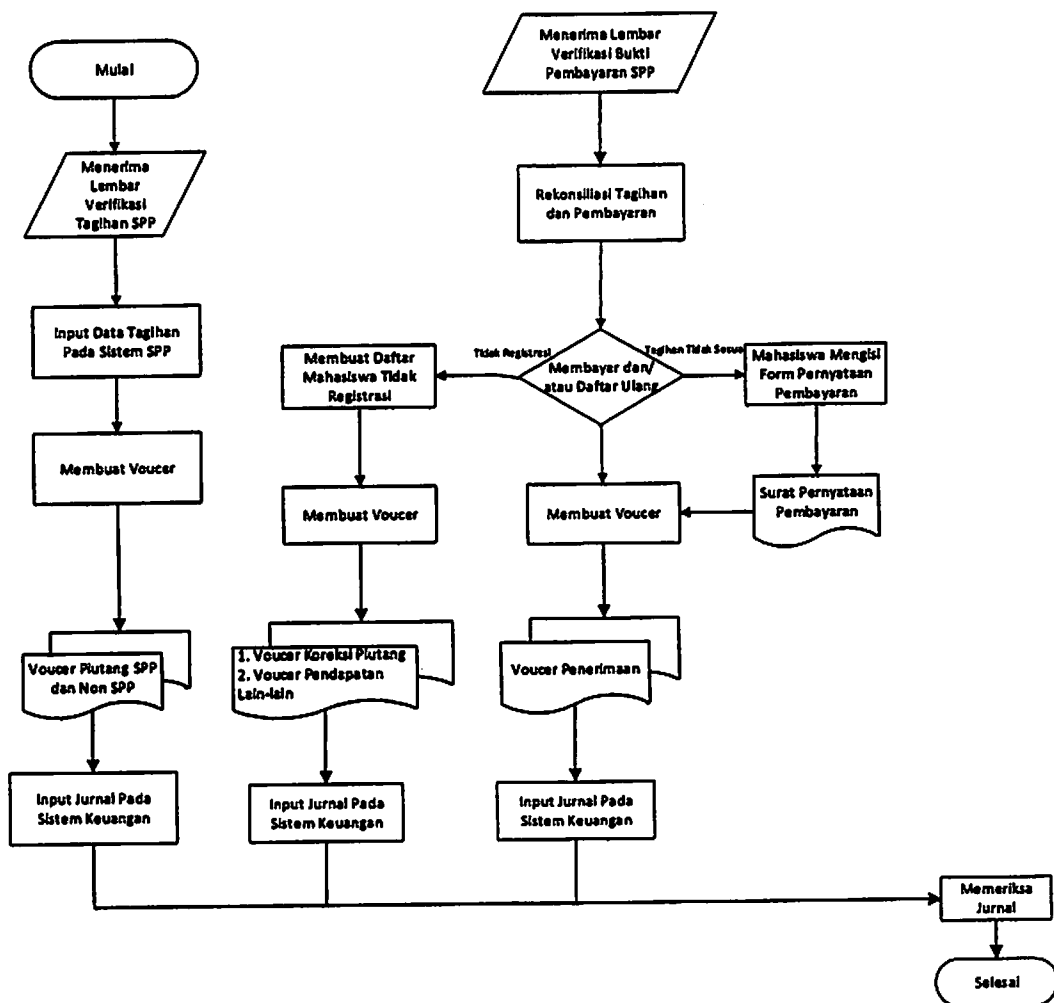 Mulai
Menerima
Lembar
Verifikasi
Tagihan SPP
Input Data Tagihan
Pada Sistem SPP
Membuat Voucer
Voucer Piutang SPP
dan Non SPP
Input Jurnal Pada
Sistem Keuangan
Menerima Lembar
Verifikasi Bukti
Pembayaran SPP
Rekonsiliasi Tagihan
dan Pembayaran
Membayar dan/
atau Daftar Ulang
Tidak Registrasi
Tagihan Tidak Sesuai
Membuat Daftar
Mahasiswa Tidak
Registrasi
Membuat Voucer
1. Voucer Koreksi Piutang
2. Voucer Pendapatan
Lain-lain
Input Jurnal Pada
Sistem Keuangan
Mahasiswa Mengisi
Form Pernyataan
Pembayaran
Surat Pernyataan
Pembayaran
Membuat Voucer
Voucer Penerimaan
Input Jurnal Pada
Sistem Keuangan
Memeriksa
Jurnal
Selesai